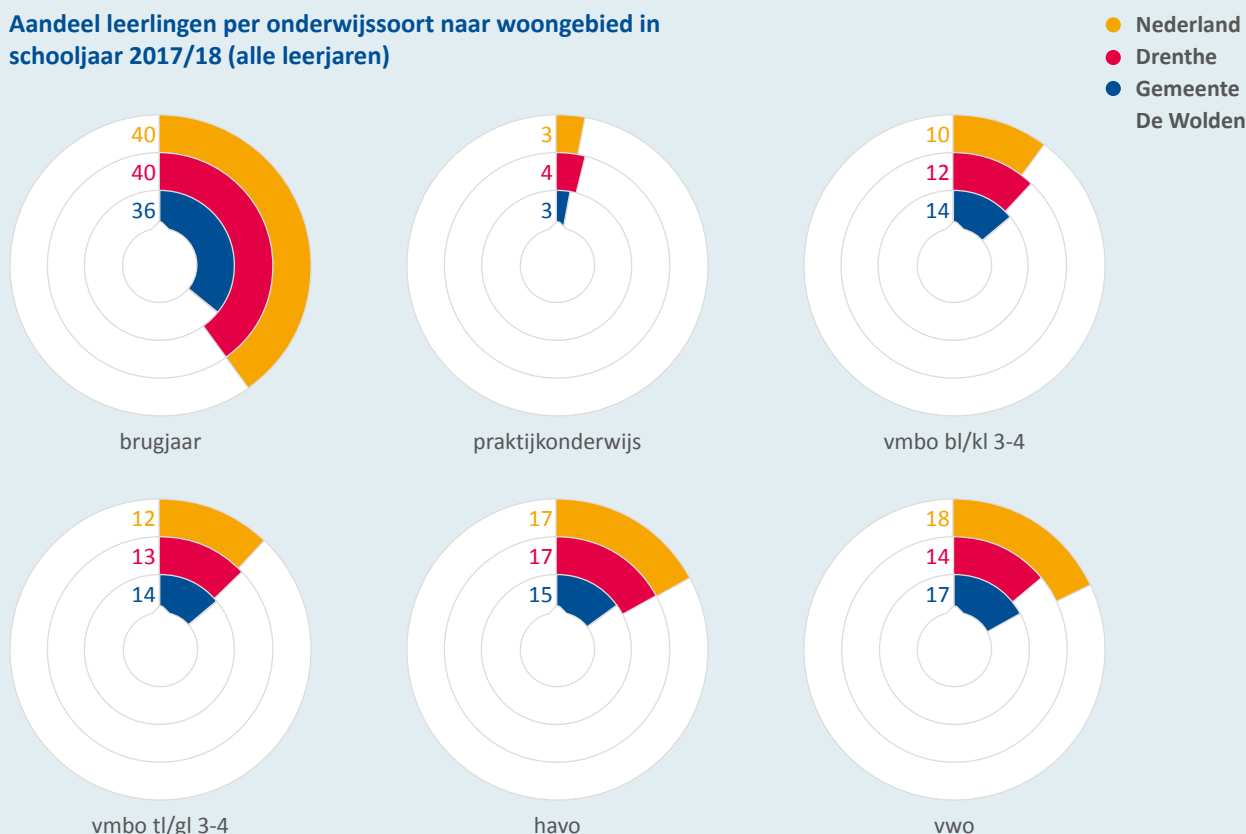 Aandeel leerlingen per onderwijssoort naar woongebied in
schooljaar 2017/18 (alle leerjaren)
Nederland
Drenthe
Gemeente
De Wolden
40
40
36
brugjaar
3
4
3
praktijkonderwijs
10
12
14
vmbo bl/kl 3-4
12
13
14
vmbo tl/gl 3-4
17
17
15
havo
18
14
17
vwo